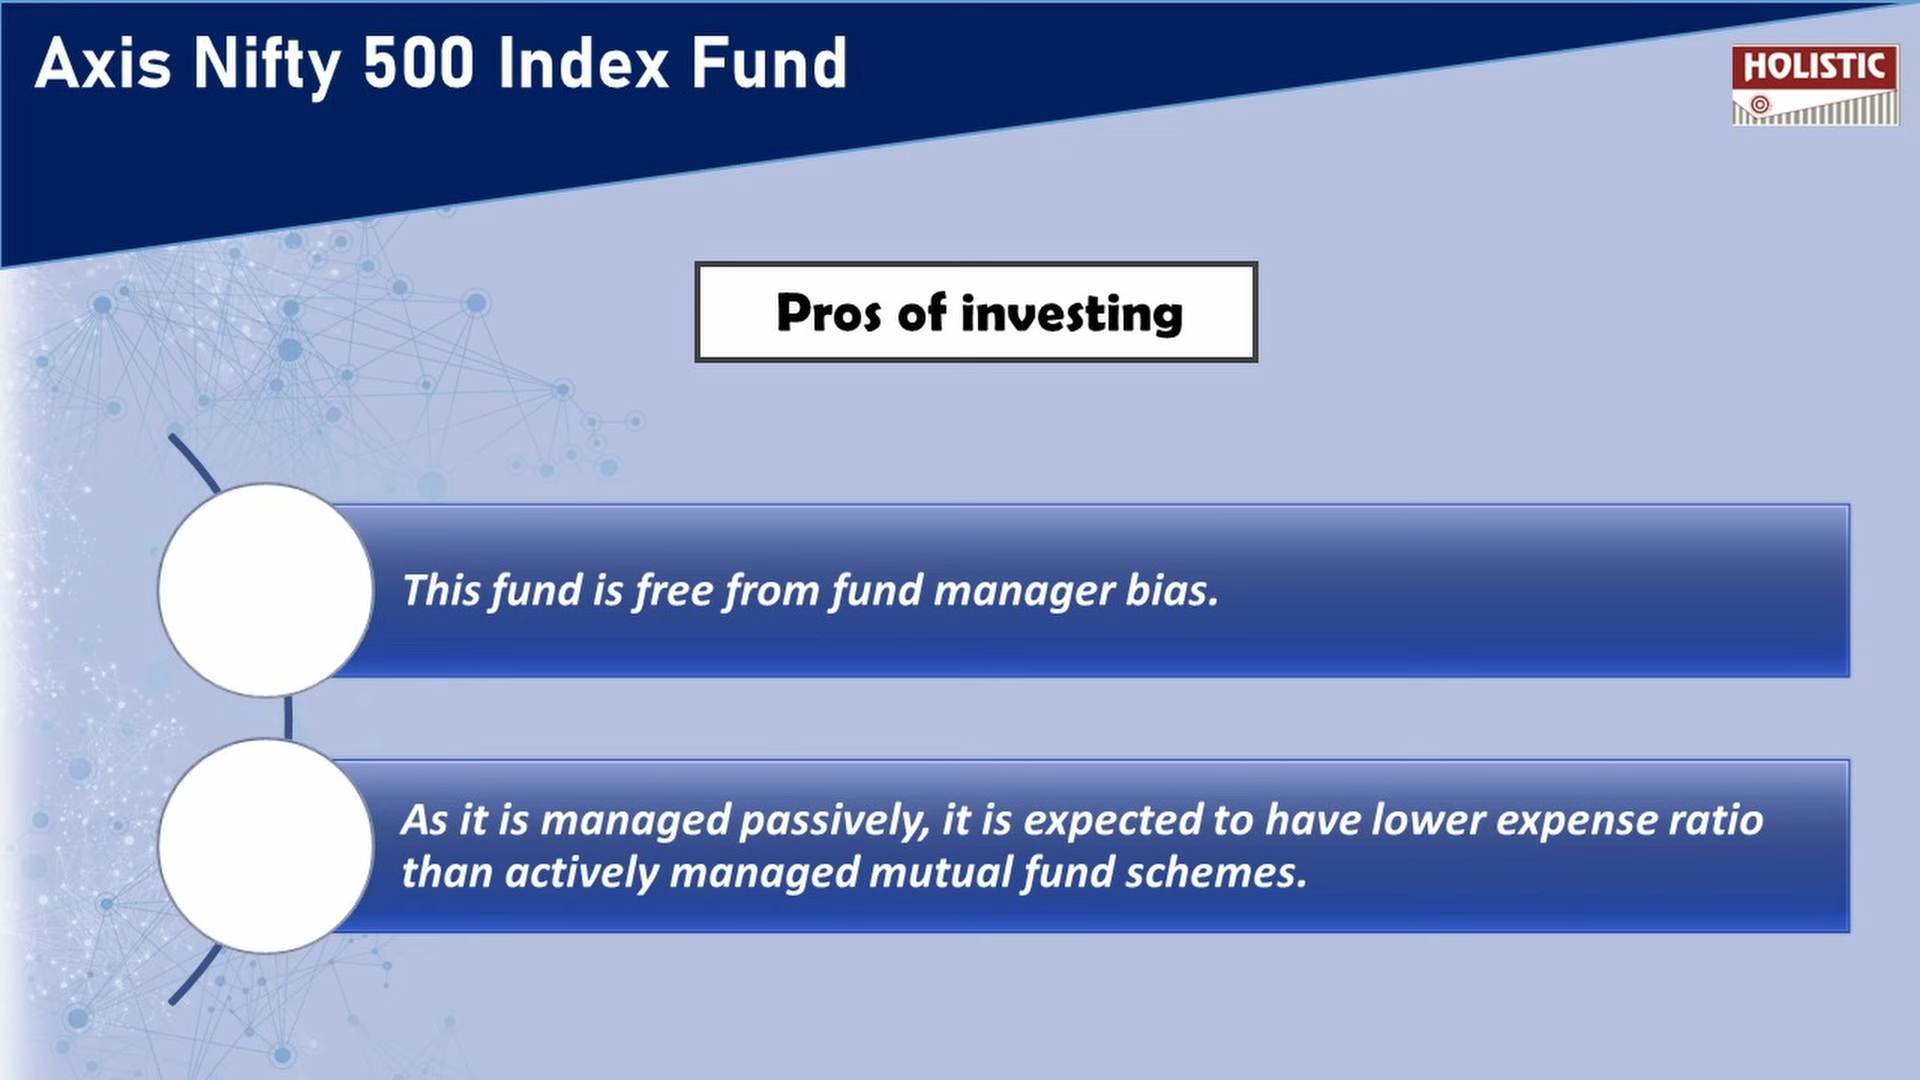 Axis Nifty 500 Index Fund
HOLISTIC
Pros of investing
This fund is free from fund manager bias.
As it is managed passively, it is expected to have lower expense ratio
than actively managed mutual fund schemes.